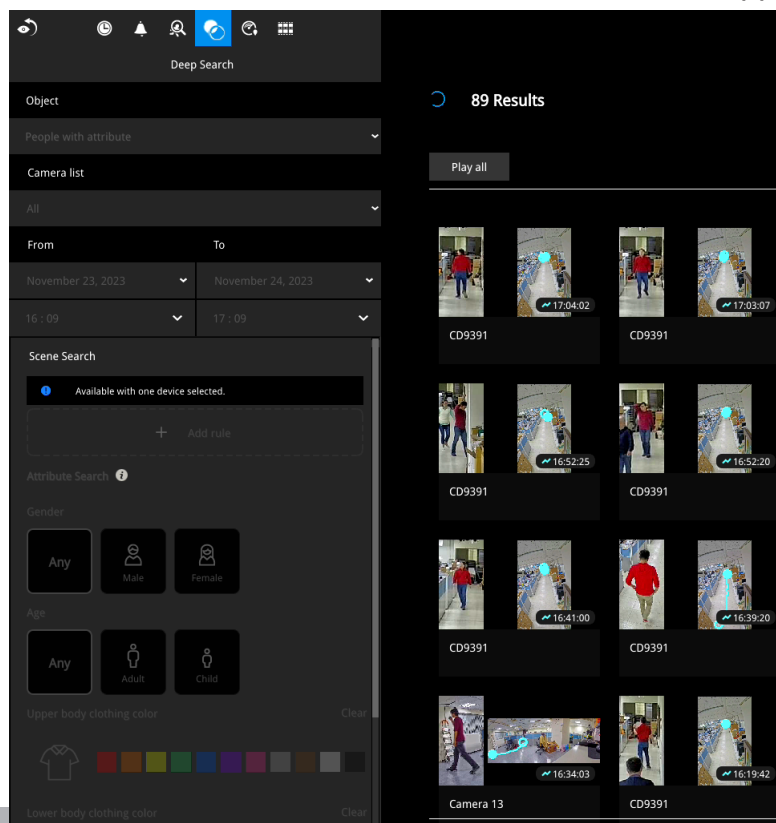 Deep Search
Object
People with attribute
Camera list
All
From To
November 23, 2023 November 24, 2023
16 : 09 17 : 09
Scene Search
Available with one device selected.
+ Add rule
Attribute Search
Gender
Any Male Female
Age
Any Adult Child
Upper body clothing color Clear
Lower body clothing color Clear
89 Results
Play all
17:04:02 17:03:07
CD9391 CD9391
16:52:25 16:52:20
CD9391 CD9391
16:41:00 16:39:20
CD9391 CD9391
16:34:03 16:19:42
Camera 13 CD9391